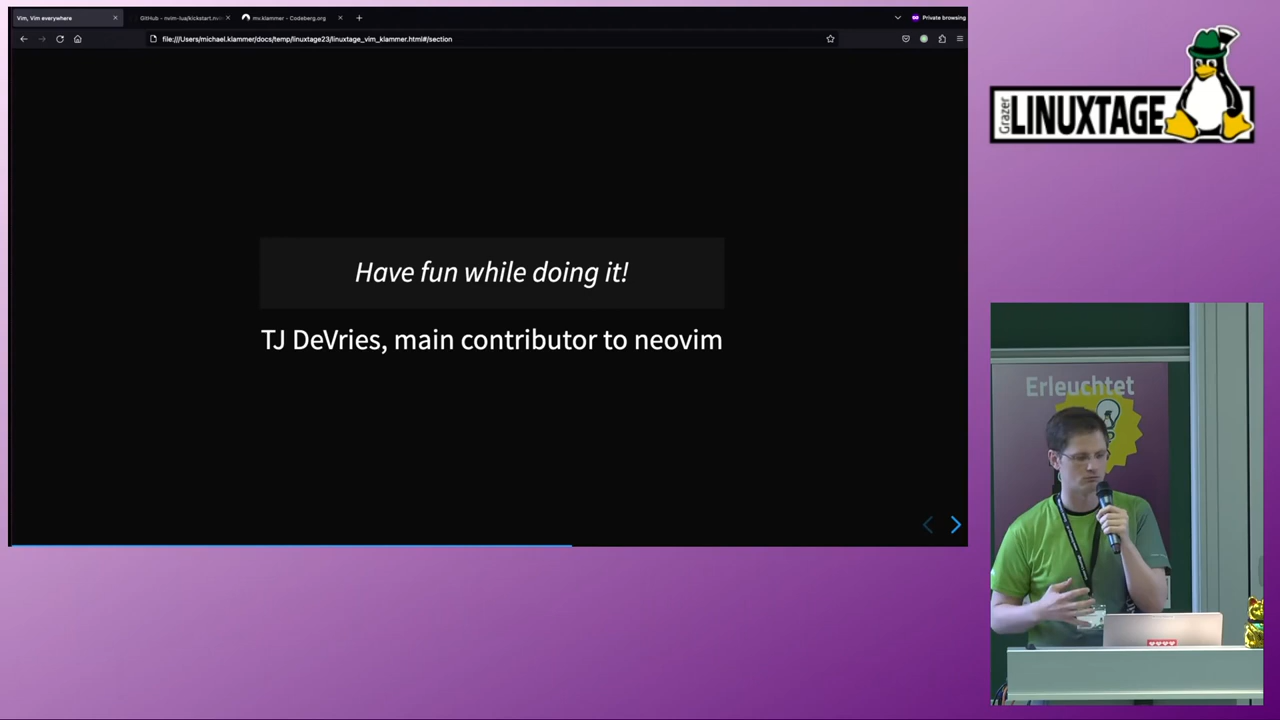 Vim, Vim everywhere
GitHub - nvim-lua/kickstart.nvim
mv.klammer - Codeberg.org
Private browsing
file:///Users/michael.klammer/docs/temp/linuxtage23/linuxtage_vim_klammer.html#/section
Have fun while doing it!
TJ DeVries, main contributor to neovim
Grazer
LINUXTAGE
Erleuchtet